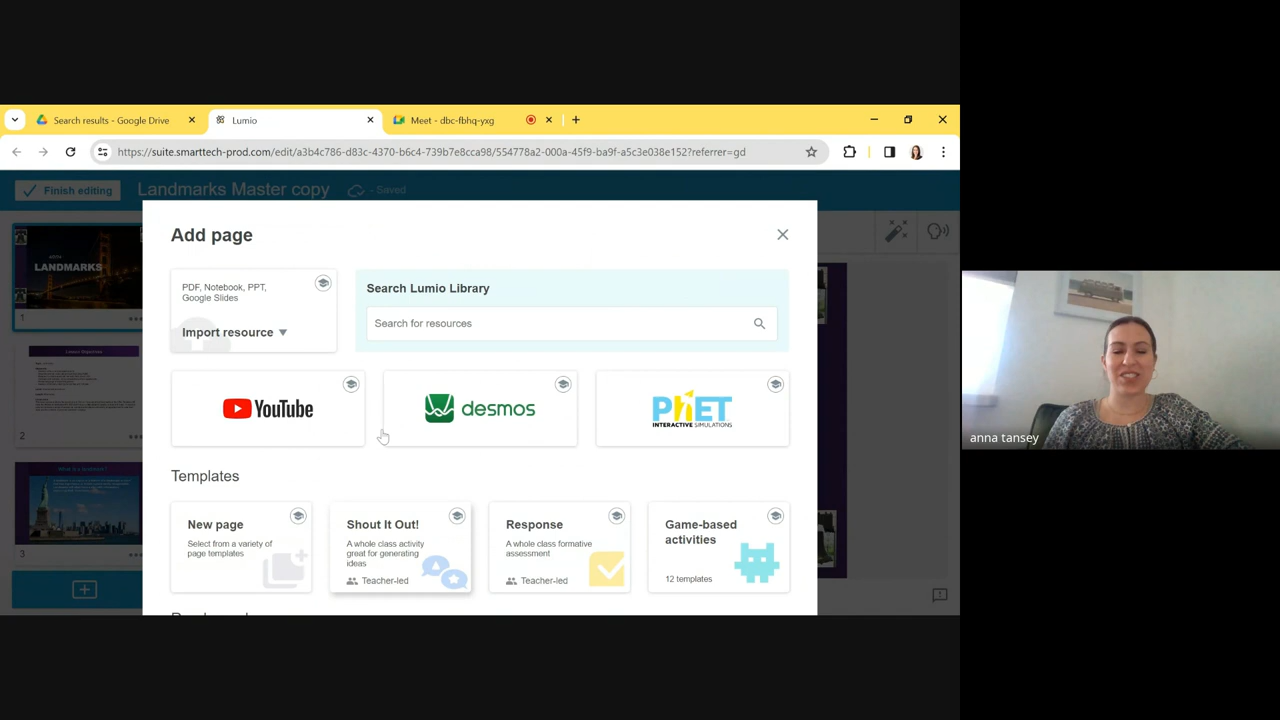 Search results - Google Drive
Lumio
Meet - dbc-fbhq-yxg
https://suite.smarttech-prod.com/edit/a3b4c786-d83c-4370-b6c4-739b7e8cca98/554778a2-000a-45f9-ba9f-a5c3e038e152?referrer=gd
Finish editing
Landmarks Master copy
- Saved
LANDMARKS
1
2
3
Add page
PDF, Notebook, PPT,
Google Slides
Import resource
Search Lumio Library
Search for resources
YouTube
desmos
PhET
INTERACTIVE SIMULATIONS
Templates
New page
Select from a variety of
page templates
Shout It Out!
A whole class activity
great for generating
ideas
Teacher-led
Response
A whole class formative
assessment
Teacher-led
Game-based
activities
12 templates
anna tansey